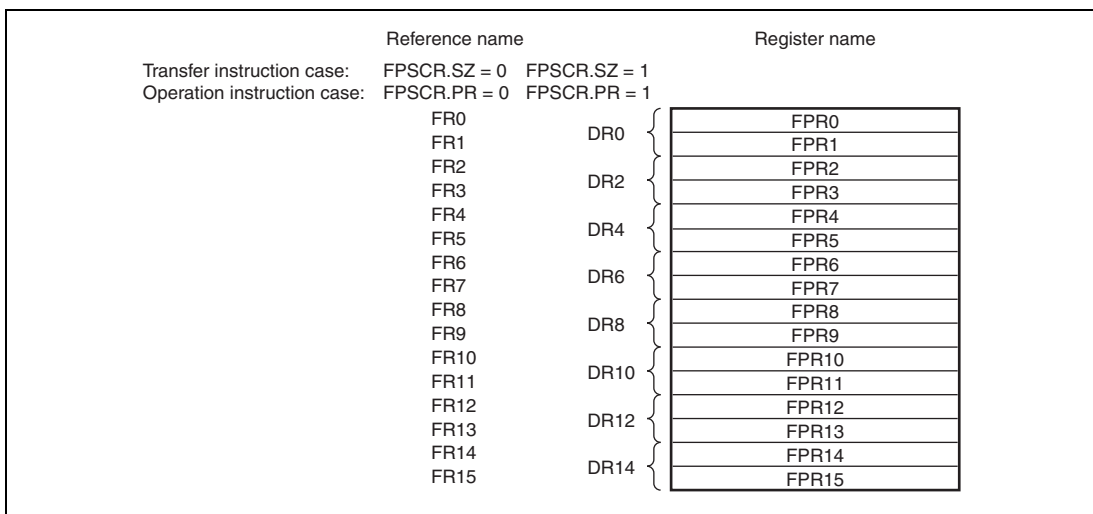 Reference name Register name
Transfer instruction case: FPSCR.SZ = 0 FPSCR.SZ = 1
Operation instruction case: FPSCR.PR = 0 FPSCR.PR = 1
FR0 DR0 FPR0
FR1 FPR1
FR2 DR2 FPR2
FR3 FPR3
FR4 DR4 FPR4
FR5 FPR5
FR6 DR6 FPR6
FR7 FPR7
FR8 DR8 FPR8
FR9 FPR9
FR10 DR10 FPR10
FR11 FPR11
FR12 DR12 FPR12
FR13 FPR13
FR14 DR14 FPR14
FR15 FPR15